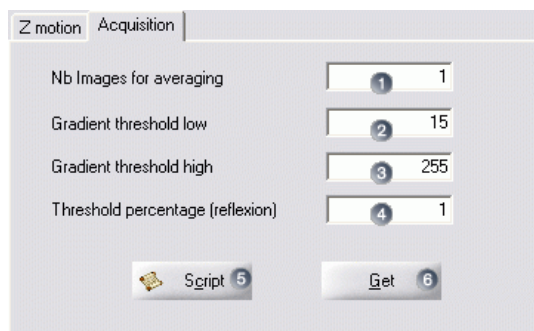 Z motion Acquisition
Nb Images for averaging 1 1
Gradient threshold low 2 15
Gradient threshold high 3 255
Threshold percentage (reflexion) 4 1
Script 5 Get 6